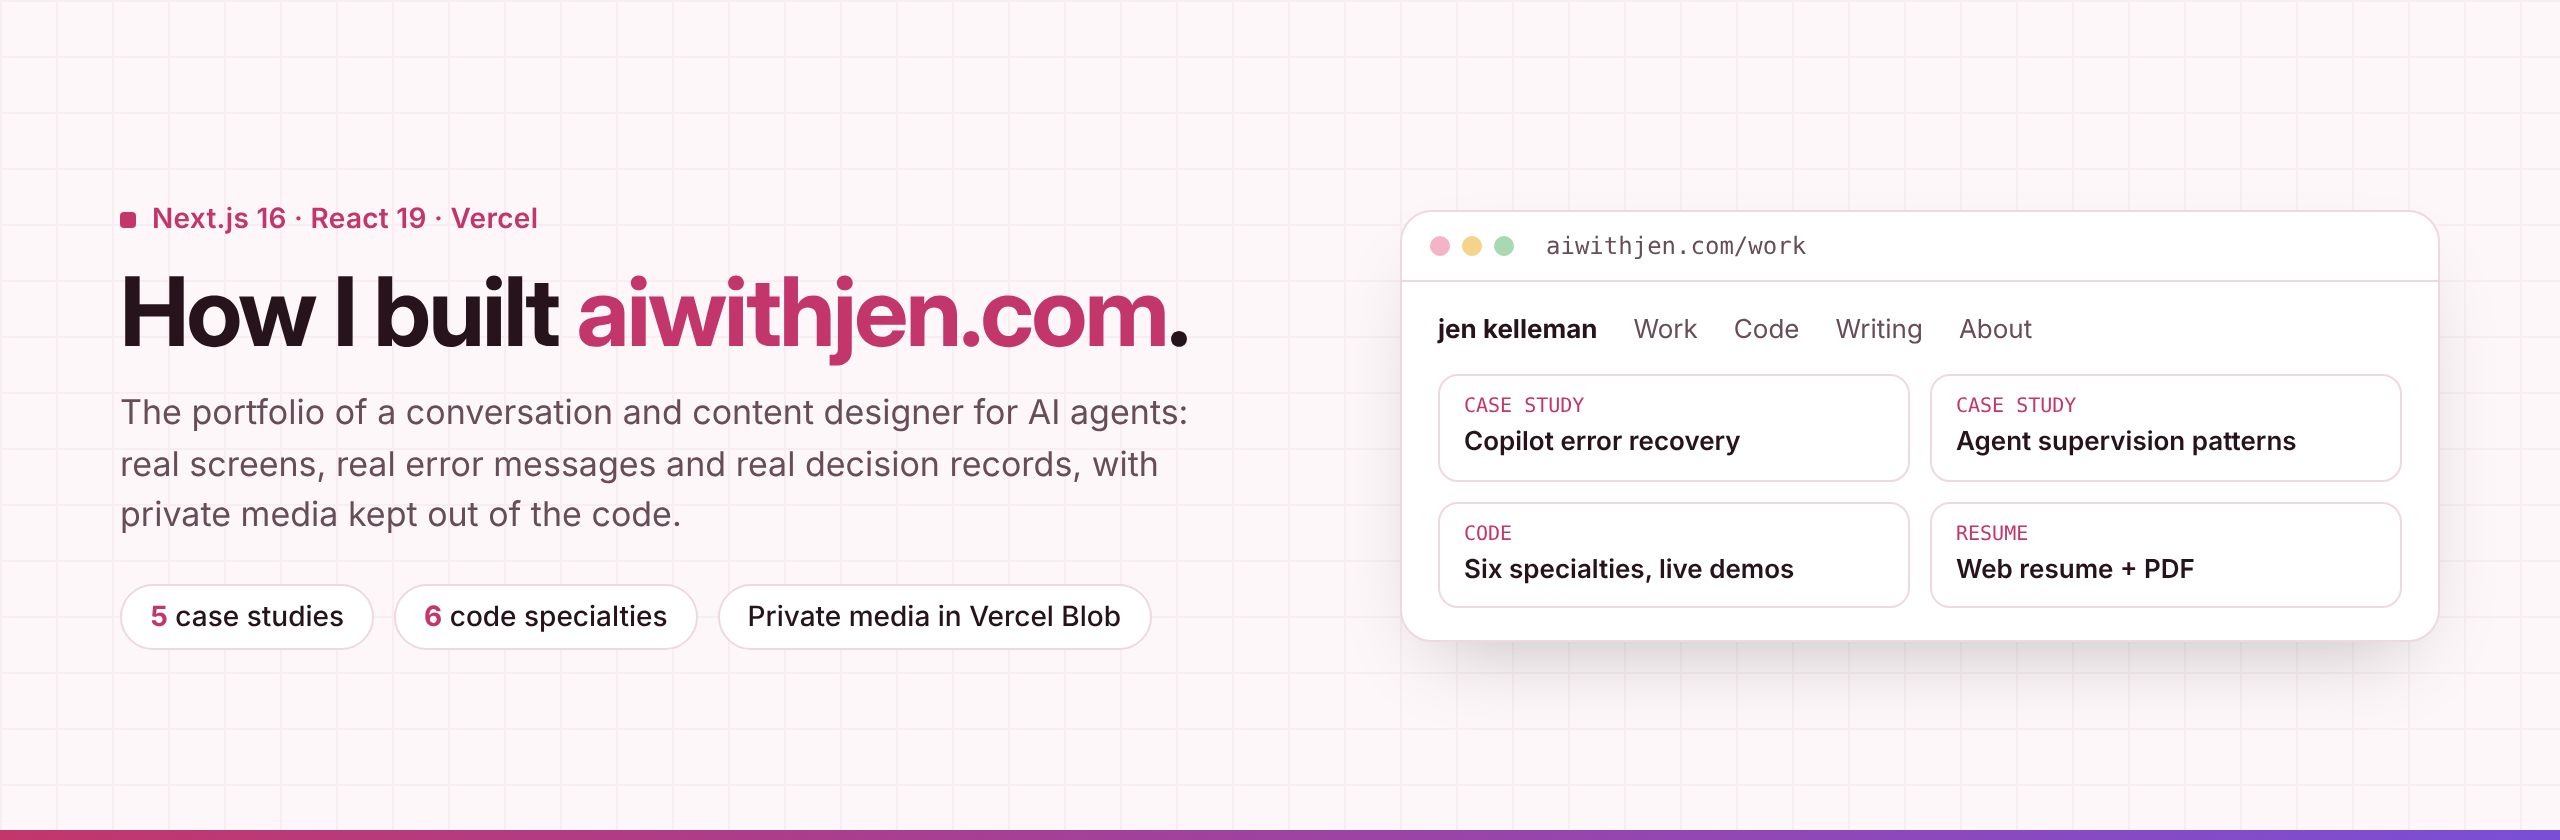 Next.js 16 · React 19 · Vercel
How I built aiwithjen.com.
The portfolio of a conversation and content designer for AI agents:
real screens, real error messages and real decision records, with
private media kept out of the code.
5 case studies
6 code specialties
Private media in Vercel Blob
aiwithjen.com/work
jen kelleman Work Code Writing About
CASE STUDY
Copilot error recovery
CASE STUDY
Agent supervision patterns
CODE
Six specialties, live demos
RESUME
Web resume + PDF